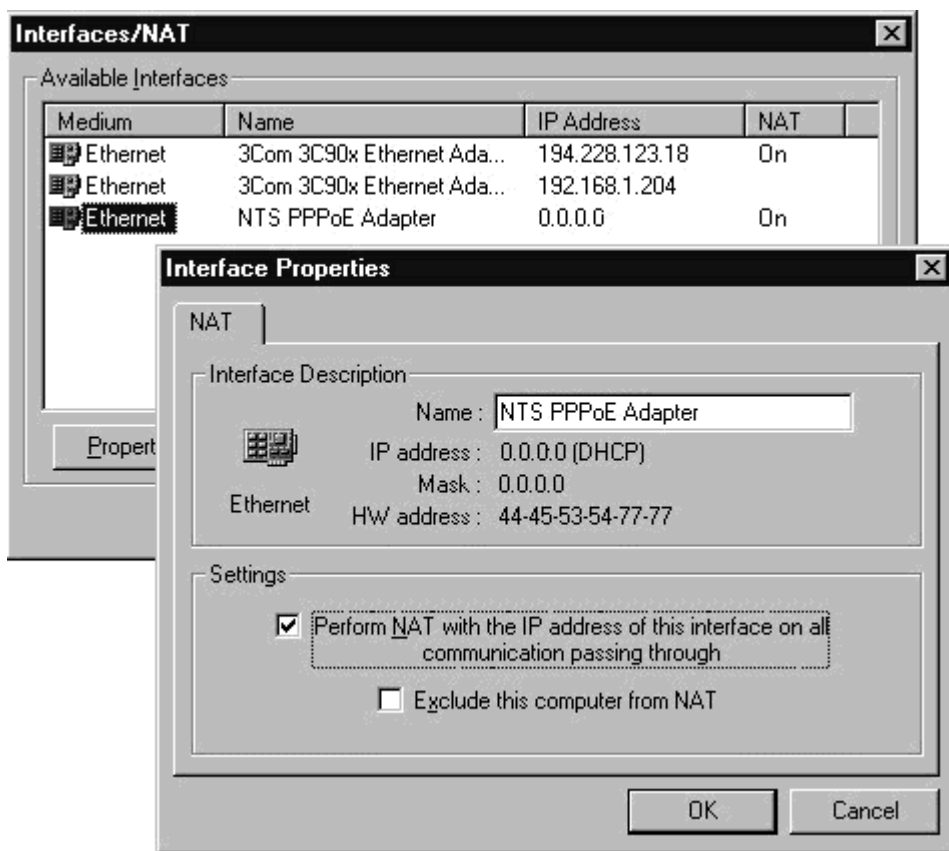 Interfaces/NAT
Available Interfaces
Medium Name IP Address NAT
Ethernet 3Com 3C90x Ethernet Ada... 194.228.123.18 On
Ethernet 3Com 3C90x Ethernet Ada... 192.168.1.204
Ethernet NTS PPPoE Adapter 0.0.0.0 On
Propert
Interface Properties
NAT
Interface Description
Name : NTS PPPoE Adapter
IP address : 0.0.0.0 (DHCP)
Mask : 0.0.0.0
HW address : 44-45-53-54-77-77
Ethernet
Settings
Perform NAT with the IP address of this interface on all
communication passing through
Exclude this computer from NAT
OK Cancel